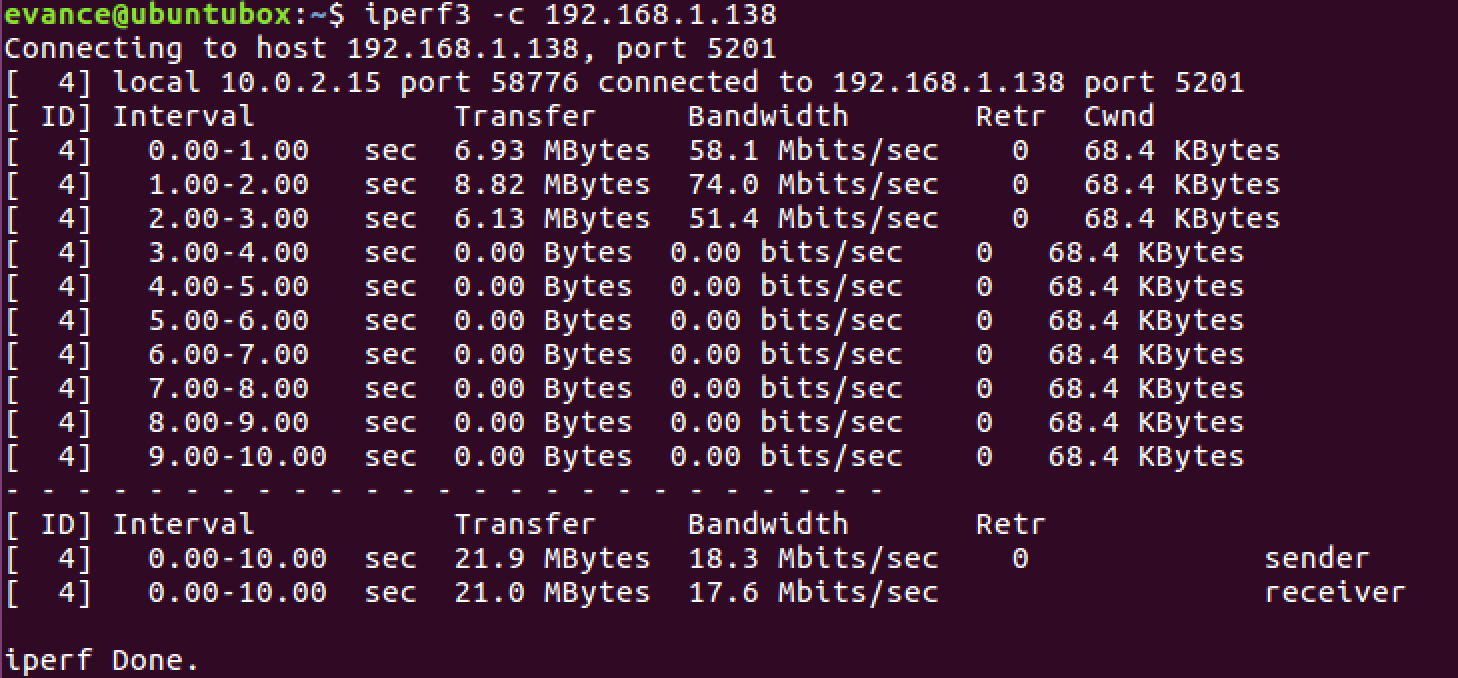 evance@ubuntubox:~$ iperf3 -c 192.168.1.138
Connecting to host 192.168.1.138, port 5201
[  4] local 10.0.2.15 port 58776 connected to 192.168.1.138 port 5201
[ ID] Interval           Transfer     Bandwidth       Retr  Cwnd
[  4]   0.00-1.00   sec  6.93 MBytes  58.1 Mbits/sec    0   68.4 KBytes
[  4]   1.00-2.00   sec  8.82 MBytes  74.0 Mbits/sec    0   68.4 KBytes
[  4]   2.00-3.00   sec  6.13 MBytes  51.4 Mbits/sec    0   68.4 KBytes
[  4]   3.00-4.00   sec  0.00 Bytes  0.00 bits/sec    0   68.4 KBytes
[  4]   4.00-5.00   sec  0.00 Bytes  0.00 bits/sec    0   68.4 KBytes
[  4]   5.00-6.00   sec  0.00 Bytes  0.00 bits/sec    0   68.4 KBytes
[  4]   6.00-7.00   sec  0.00 Bytes  0.00 bits/sec    0   68.4 KBytes
[  4]   7.00-8.00   sec  0.00 Bytes  0.00 bits/sec    0   68.4 KBytes
[  4]   8.00-9.00   sec  0.00 Bytes  0.00 bits/sec    0   68.4 KBytes
[  4]   9.00-10.00  sec  0.00 Bytes  0.00 bits/sec    0   68.4 KBytes
- - - - - - - - - - - - - - - - - - - - - - - - -
[ ID] Interval           Transfer     Bandwidth       Retr
[  4]   0.00-10.00  sec  21.9 MBytes  18.3 Mbits/sec    0             sender
[  4]   0.00-10.00  sec  21.0 MBytes  17.6 Mbits/sec                  receiver
iperf Done.